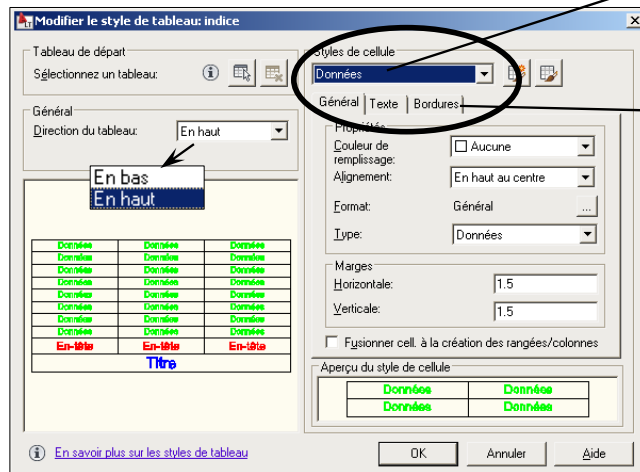 Modifier le style de tableau: indice
Tableau de départ
Sélectionnez un tableau:
Général
Direction du tableau:
En haut
En bas
En haut
Données Données Données
Données Données Données
Données Données Données
Données Données Données
Données Données Données
Données Données Données
Données Données Données
Données Données Données
En-tête En-tête En-tête
Titre
Styles de cellule
Données
Général Texte Bordures
Propriétés
Couleur de remplissage:
Aucune
Alignement:
En haut au centre
Format:
Général
...
Type:
Données
Marges
Horizontale:
1.5
Verticale:
1.5
Fusionner cell. à la création des rangées/colonnes
Aperçu du style de cellule
Données Données
Données Données
En savoir plus sur les styles de tableau
OK
Annuler
Aide